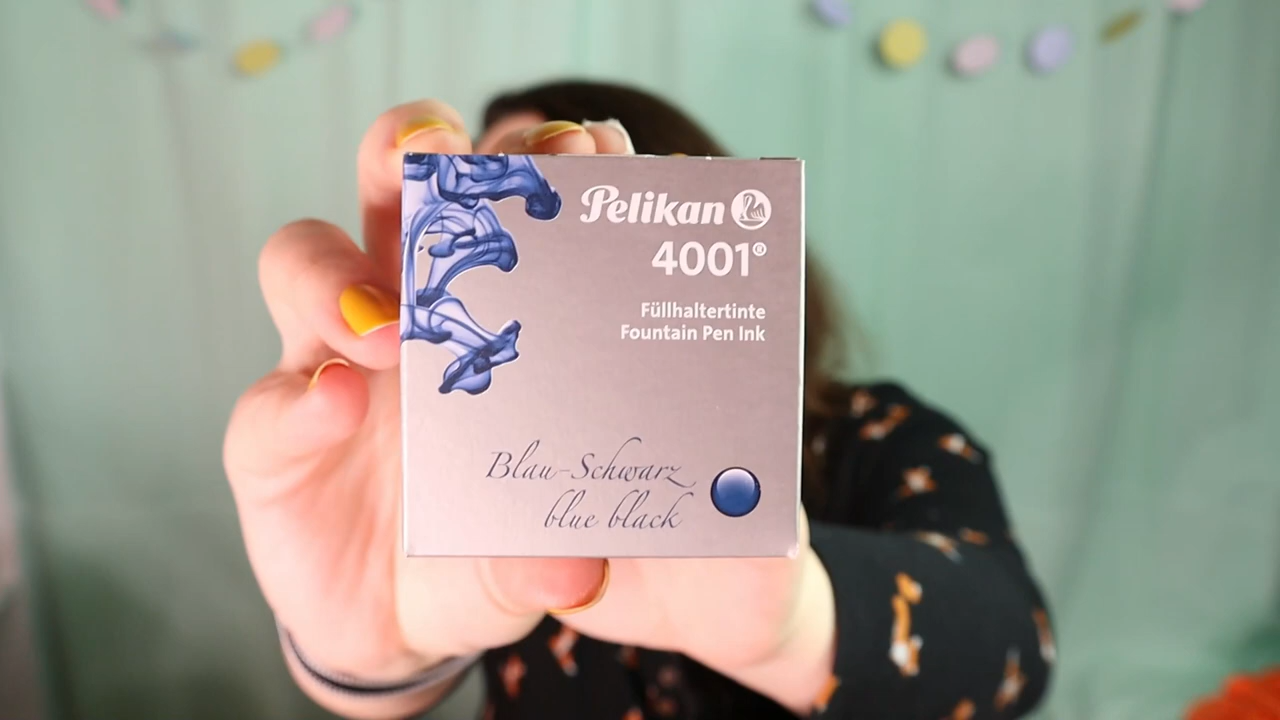 Pelikan
4001®
Füllhaltertinte
Fountain Pen Ink
Blau-Schwarz
blue black